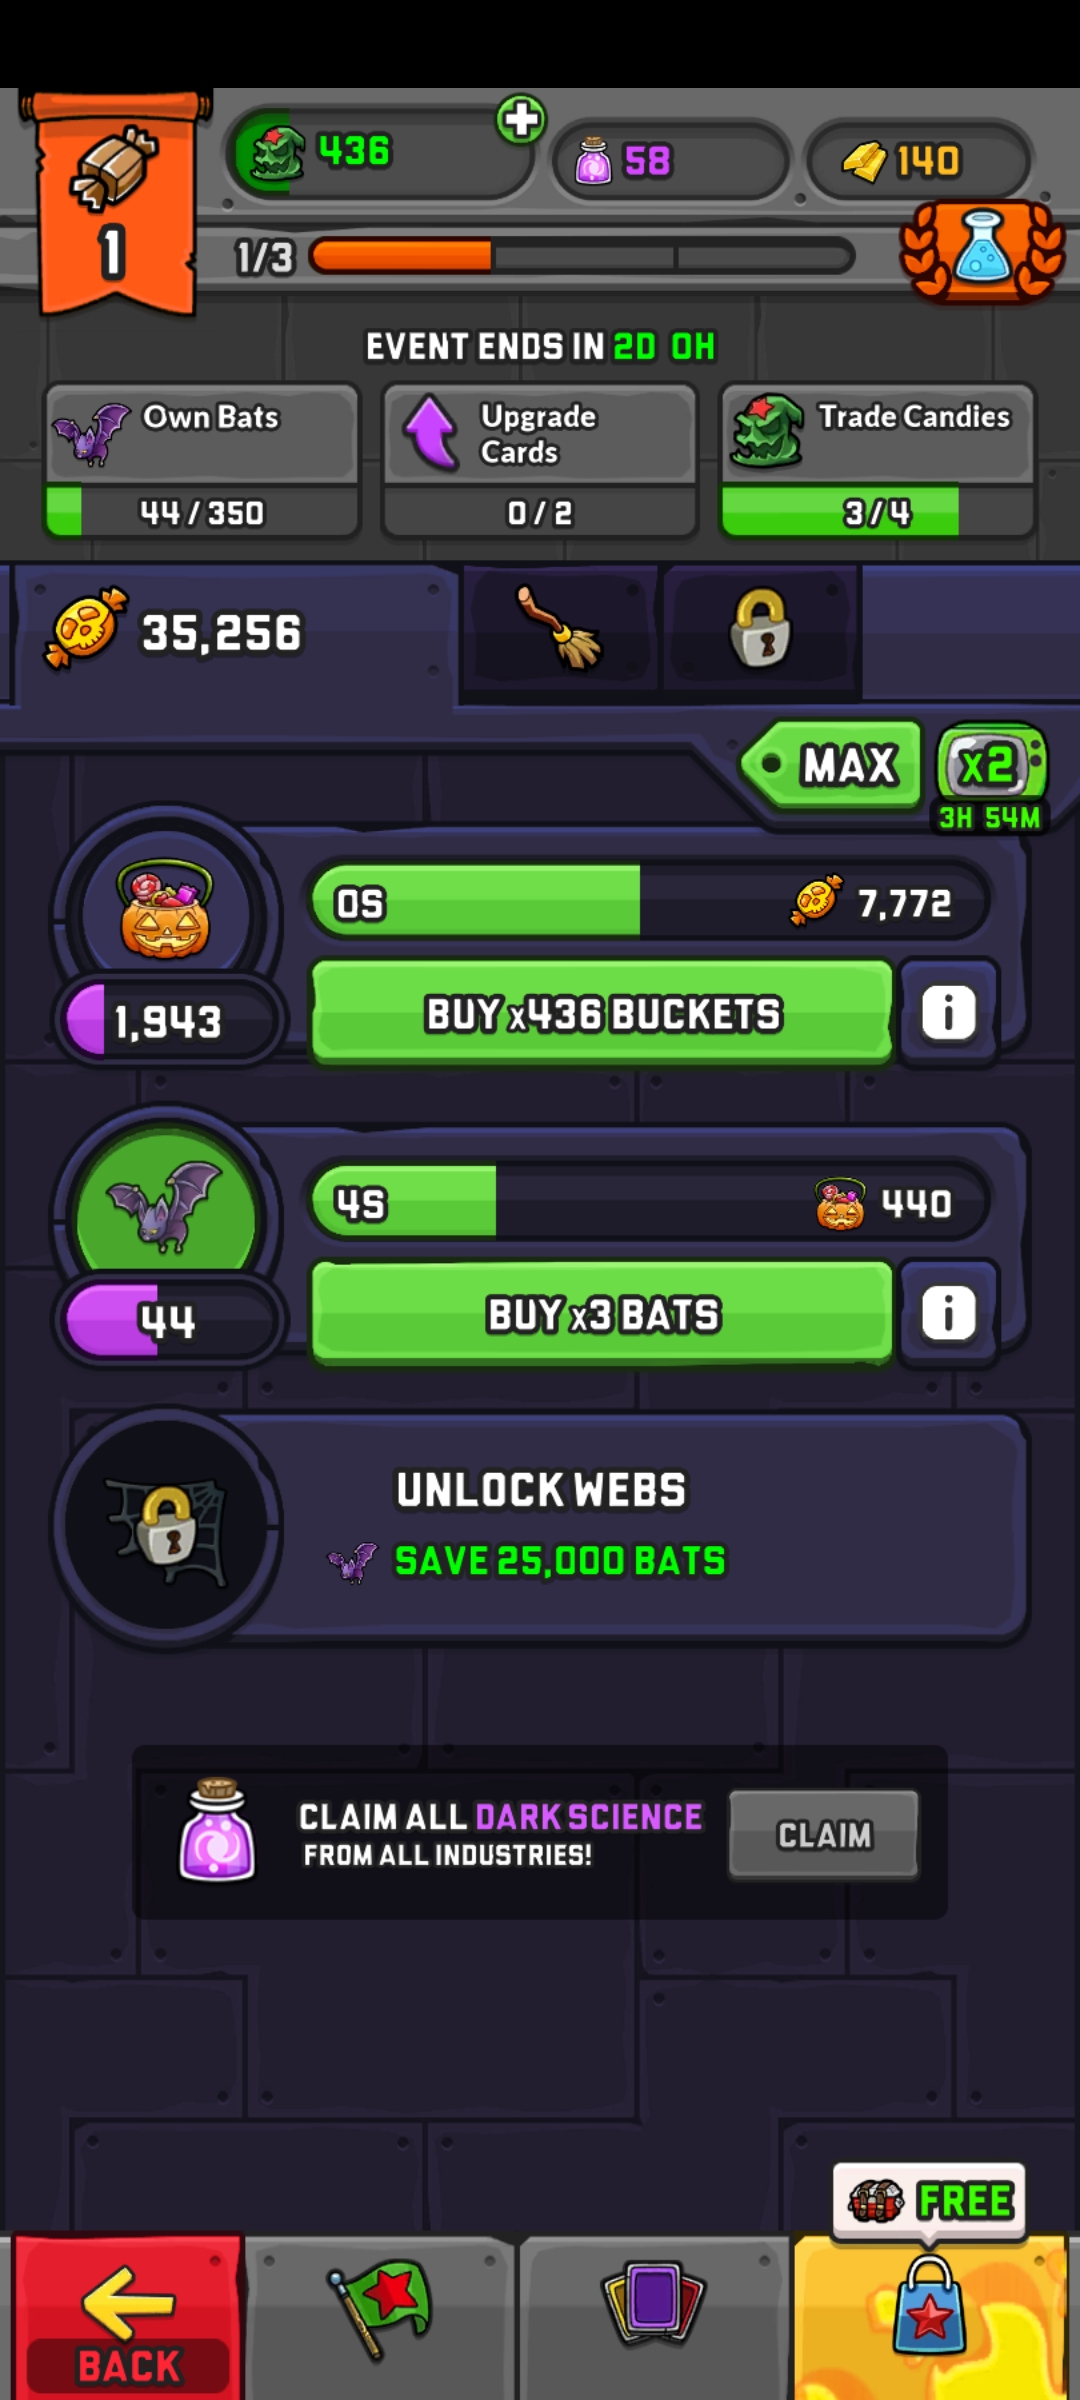 436
58
140
1
1/3
EVENT ENDS IN 2D 0H
Own Bats
44 / 350
Upgrade
Cards
0 / 2
Trade Candies
3 / 4
35,256
MAX
x2
3H 54M
0S
7,772
1,943
BUY x436 BUCKETS
i
4S
440
44
BUY x3 BATS
i
UNLOCK WEBS
SAVE 25,000 BATS
CLAIM ALL DARK SCIENCE
FROM ALL INDUSTRIES!
CLAIM
FREE
BACK